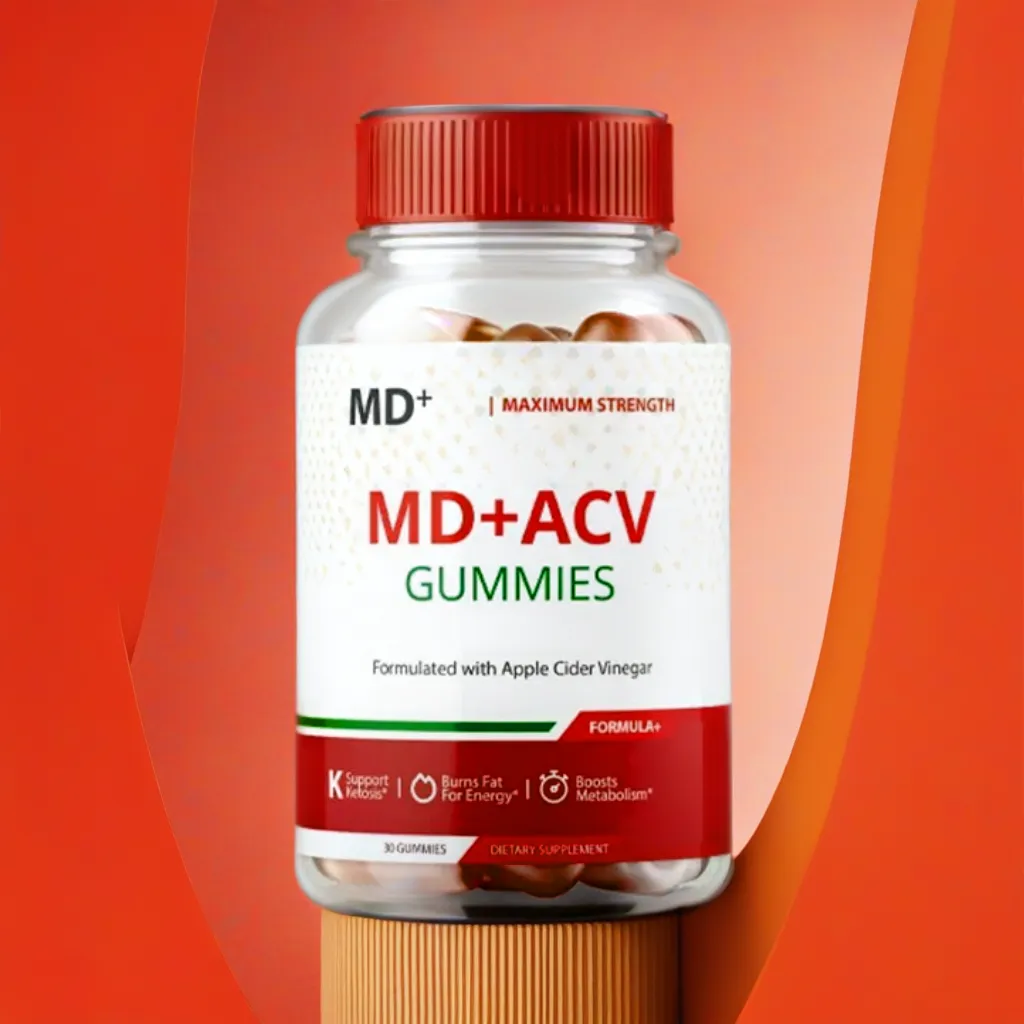 MD+
| MAXIMUM STRENGTH
MD+ACV
GUMMIES
Formulated with Apple Cider Vinegar
FORMULA+
K Support Ketosis* | Burns Fat For Energy* | Boosts Metabolism*
30 GUMMIES
DIETARY SUPPLEMENT